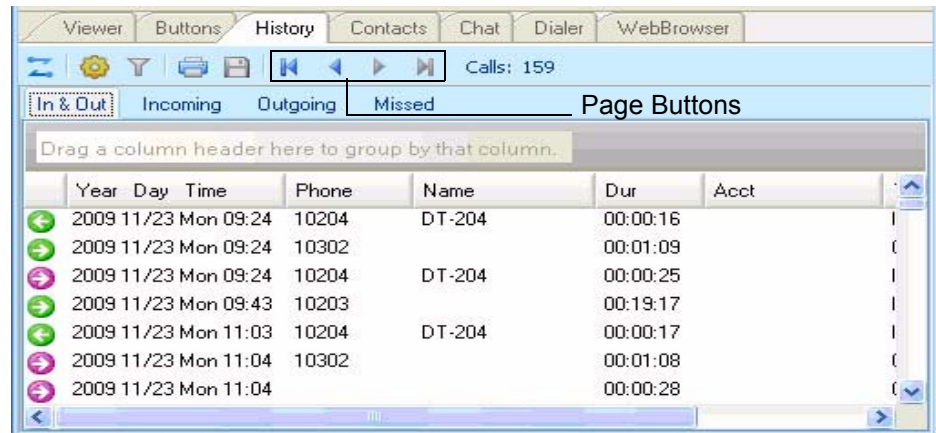 Viewer Buttons History Contacts Chat Dialer WebBrowser
Calls: 159
In & Out Incoming Outgoing Missed
Page Buttons
Drag a column header here to group by that column.
Year Day Time Phone Name Dur Acct
2009 11/23 Mon 09:24 10204 DT-204 00:00:16
2009 11/23 Mon 09:24 10302 00:01:09
2009 11/23 Mon 09:24 10204 DT-204 00:00:25
2009 11/23 Mon 09:43 10203 00:19:17
2009 11/23 Mon 11:03 10204 DT-204 00:00:17
2009 11/23 Mon 11:04 10302 00:01:08
2009 11/23 Mon 11:04 00:00:28